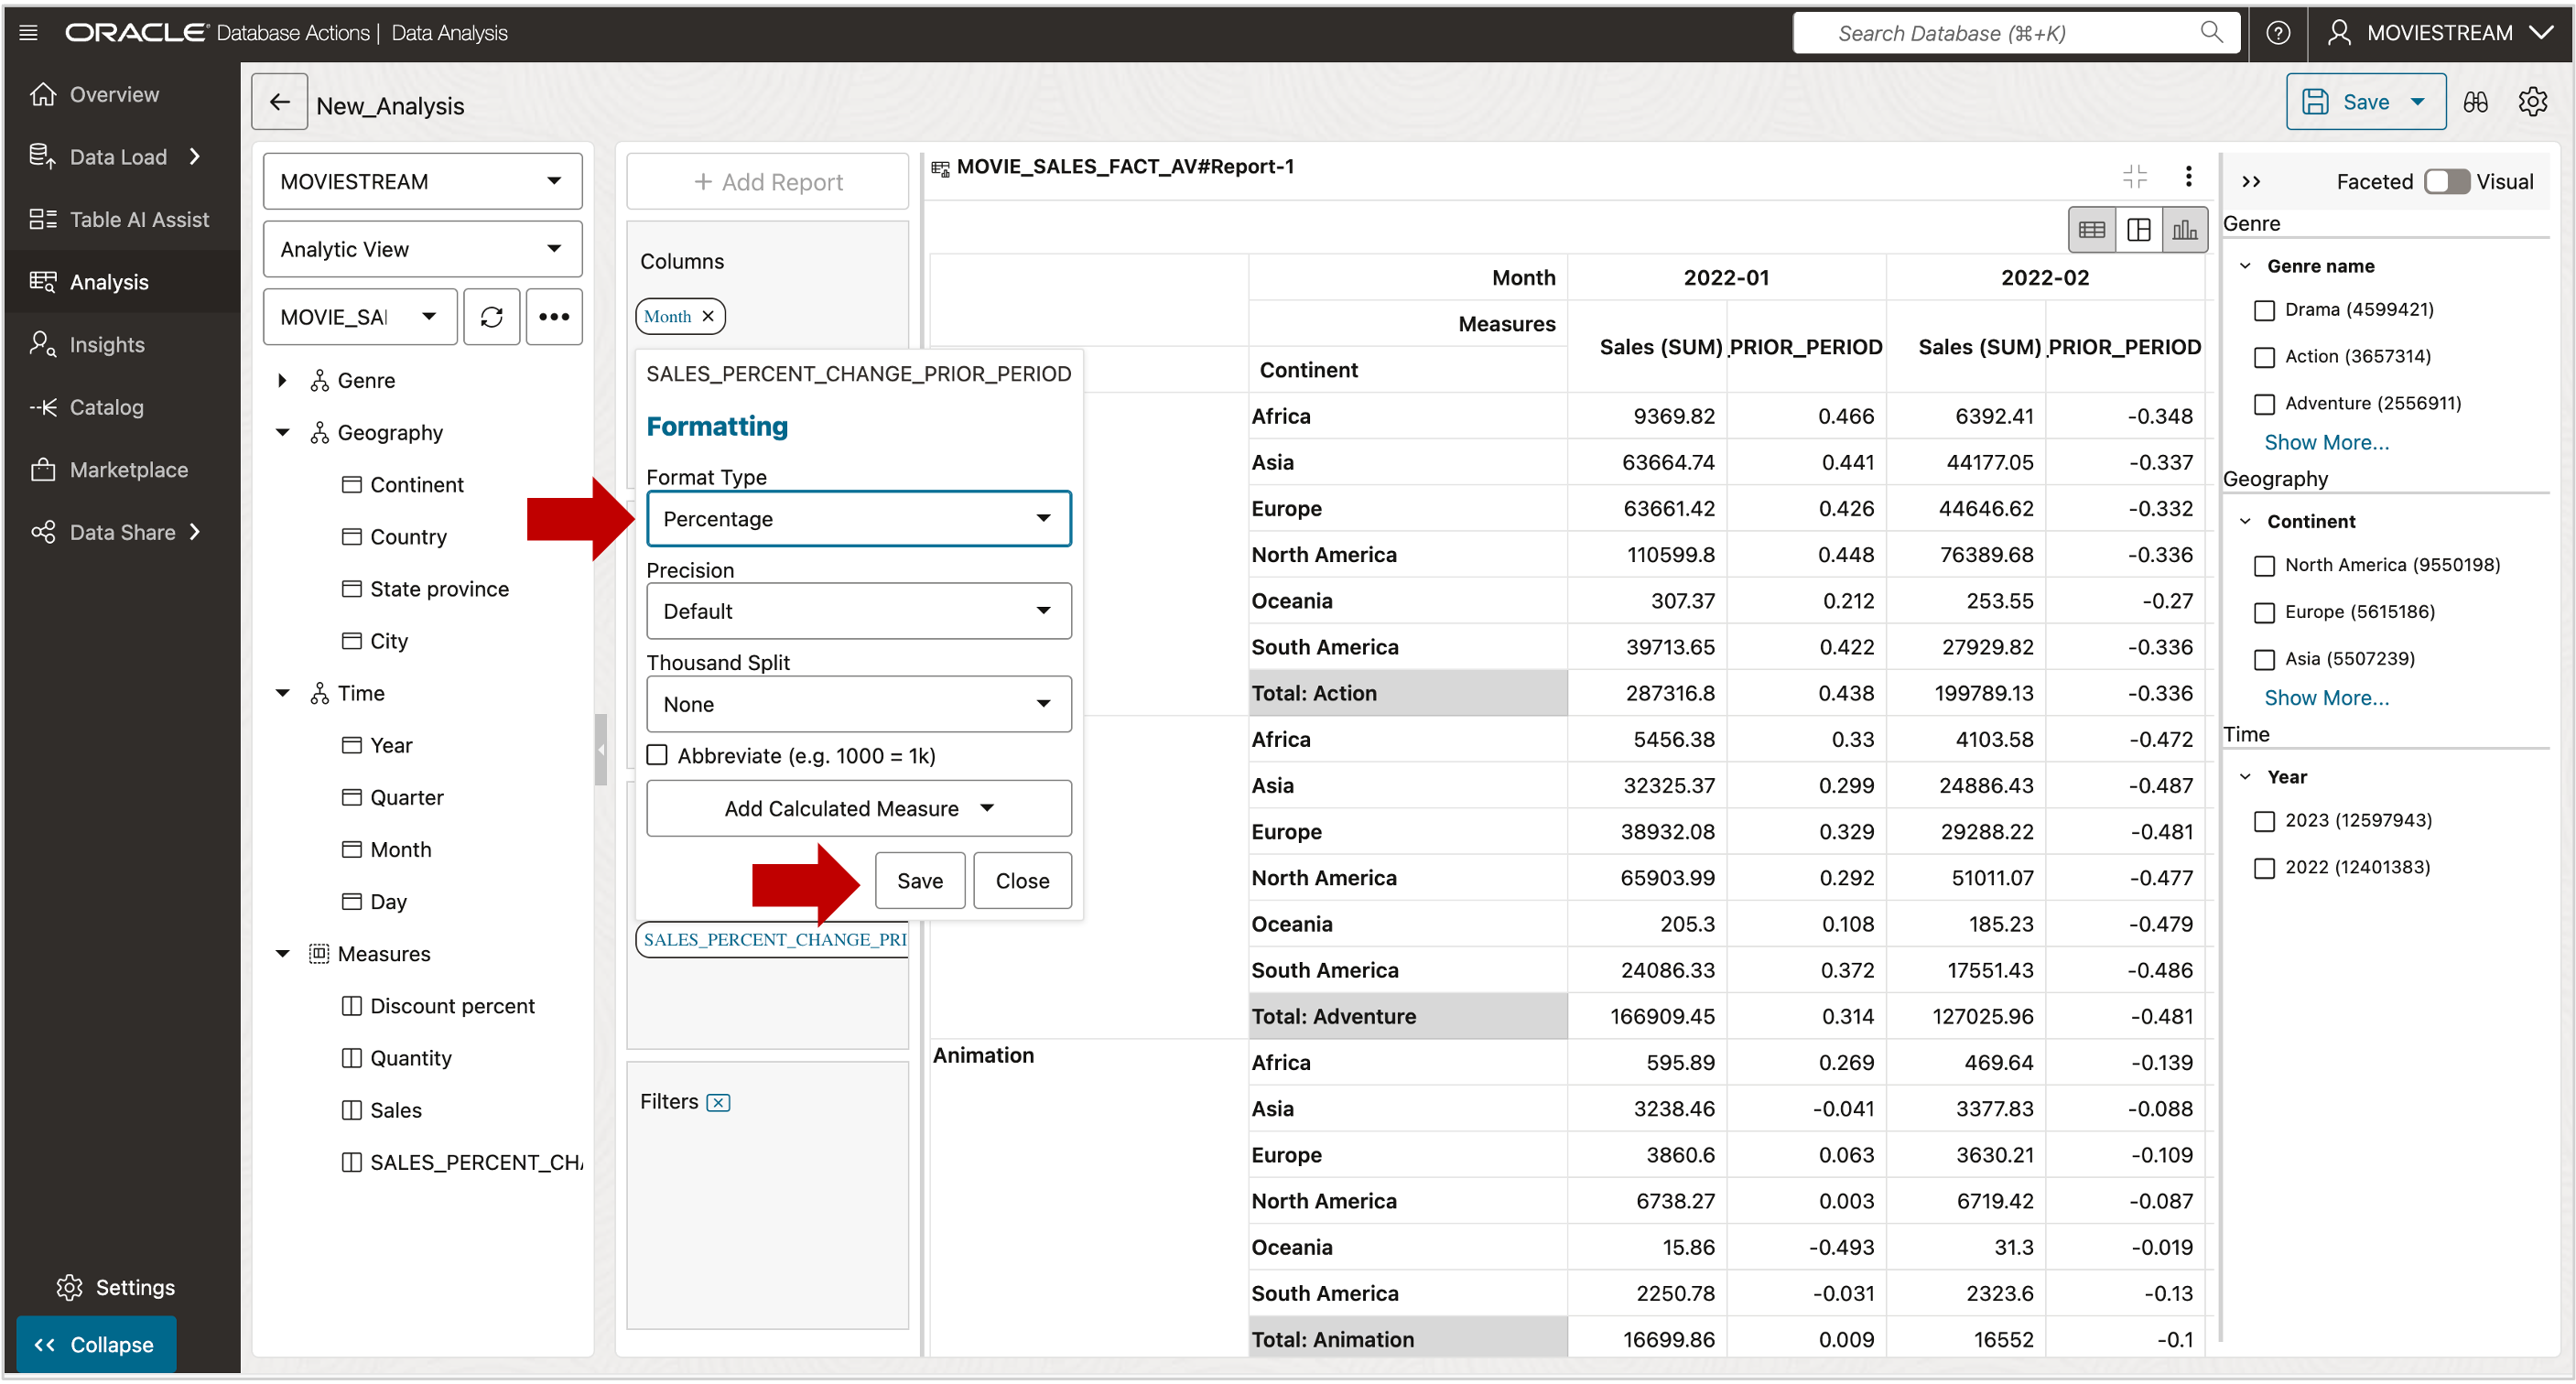 ORACLE Database Actions | Data Analysis
Search Database (⌘+K)
MOVIESTREAM
Overview
Data Load
Table AI Assist
Analysis
Insights
Catalog
Marketplace
Data Share
Settings
Collapse
New_Analysis
Save
MOVIESTREAM
Analytic View
MOVIE_SAI
Genre
Geography
Continent
Country
State province
City
Time
Year
Quarter
Month
Day
Measures
Discount percent
Quantity
Sales
SALES_PERCENT_CH
+ Add Report
Columns
Month
SALES_PERCENT_CHANGE_PRIOR_PERIOD
Formatting
Format Type
Percentage
Precision
Default
Thousand Split
None
Abbreviate (e.g. 1000 = 1k)
Add Calculated Measure
Save Close
SALES_PERCENT_CHANGE_PRI
Filters
MOVIE_SALES_FACT_AV#Report-1
Month 2022-01 2022-02
Measures
Sales (SUM) PRIOR_PERIOD Sales (SUM) PRIOR_PERIOD
Continent
Africa 9369.82 0.466 6392.41 -0.348
Asia 63664.74 0.441 44177.05 -0.337
Europe 63661.42 0.426 44646.62 -0.332
North America 110599.8 0.448 76389.68 -0.336
Oceania 307.37 0.212 253.55 -0.27
South America 39713.65 0.422 27929.82 -0.336
Total: Action 287316.8 0.438 199789.13 -0.336
Africa 5456.38 0.33 4103.58 -0.472
Asia 32325.37 0.299 24886.43 -0.487
Europe 38932.08 0.329 29288.22 -0.481
North America 65903.99 0.292 51011.07 -0.477
Oceania 205.3 0.108 185.23 -0.479
South America 24086.33 0.372 17551.43 -0.486
Total: Adventure 166909.45 0.314 127025.96 -0.481
Animation Africa 595.89 0.269 469.64 -0.139
Asia 3238.46 -0.041 3377.83 -0.088
Europe 3860.6 0.063 3630.21 -0.109
North America 6738.27 0.003 6719.42 -0.087
Oceania 15.86 -0.493 31.3 -0.019
South America 2250.78 -0.031 2323.6 -0.13
Total: Animation 16699.86 0.009 16552 -0.1
Faceted Visual
Genre
Genre name
Drama (4599421)
Action (3657314)
Adventure (2556911)
Show More...
Geography
Continent
North America (9550198)
Europe (5615186)
Asia (5507239)
Show More...
Time
Year
2023 (12597943)
2022 (12401383)